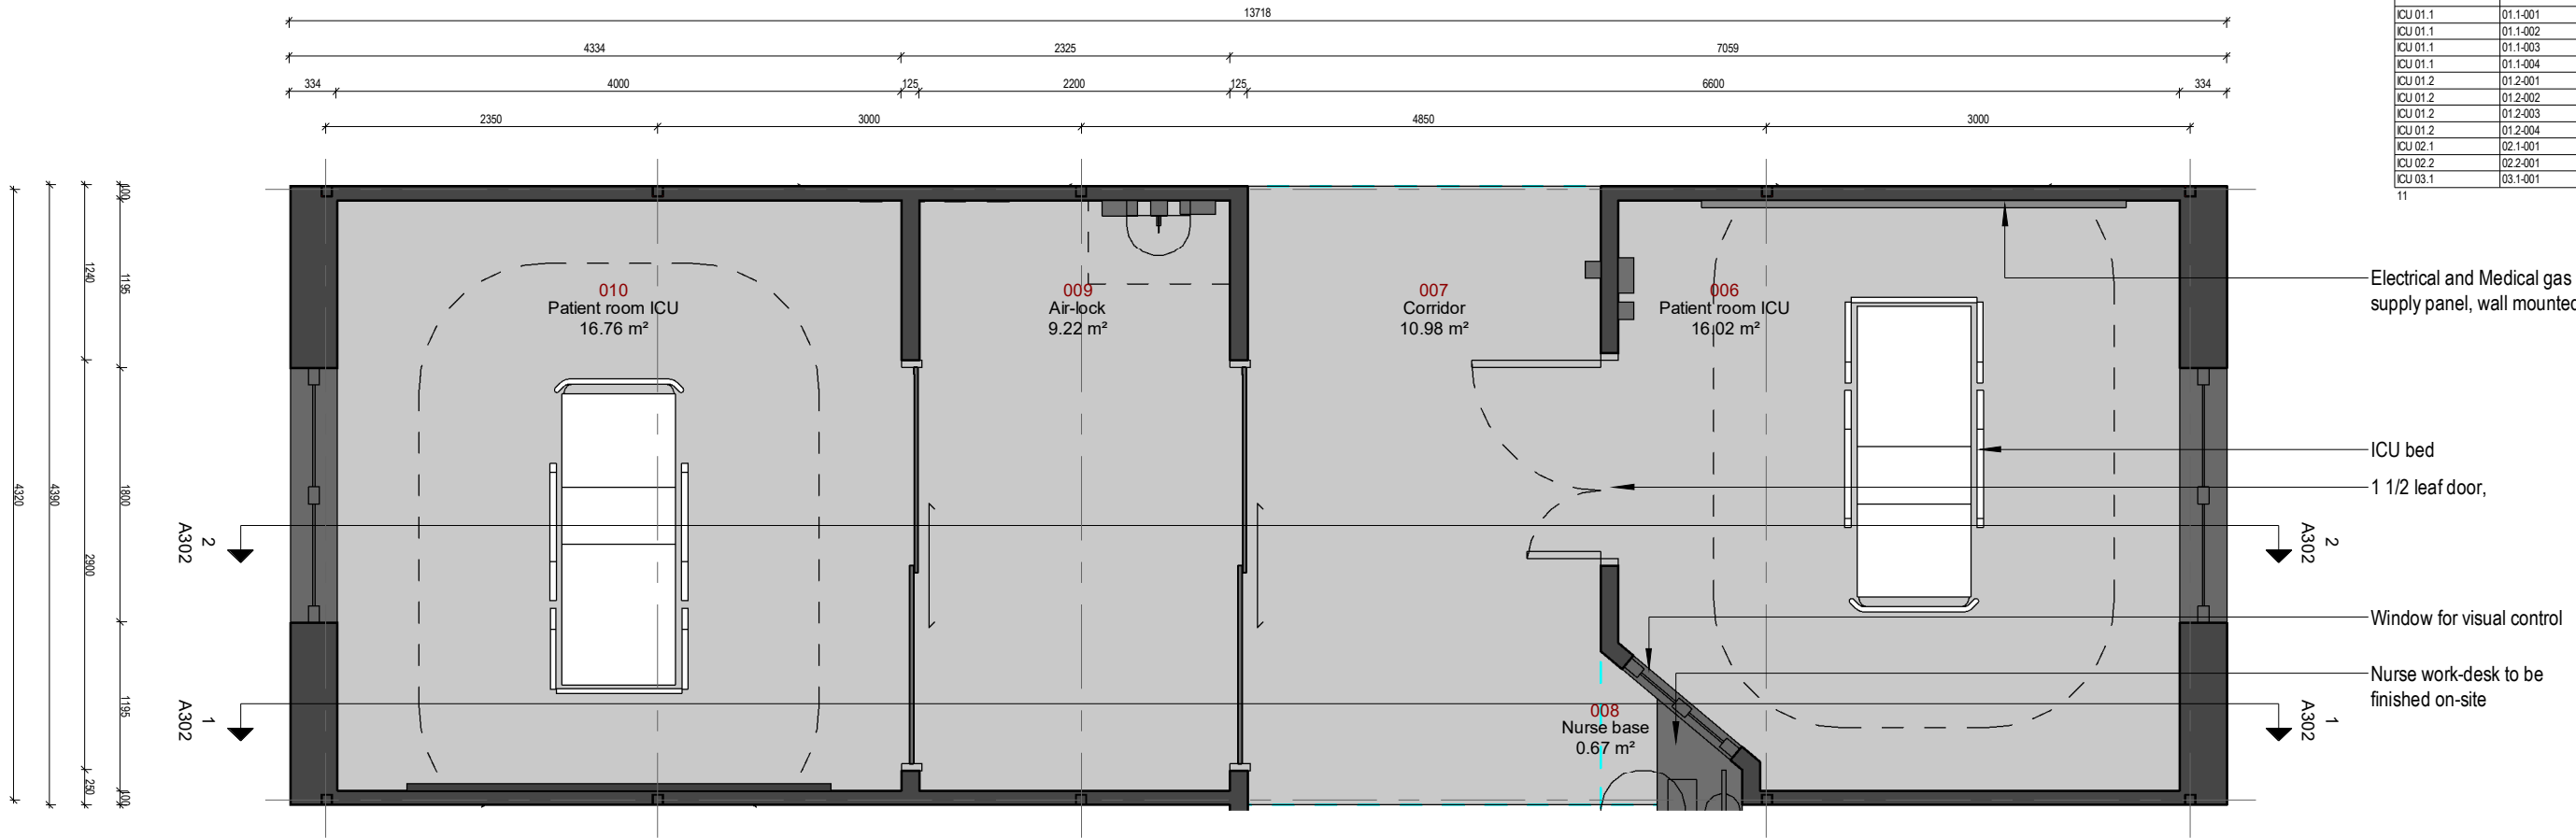 13718
4334 2325 7059
334 4000 125 2200 125 6600 334
2350 3000 4850 3000
ICU 01.1 01.1-001
ICU 01.1 01.1-002
ICU 01.1 01.1-003
ICU 01.1 01.1-004
ICU 01.2 01.2-001
ICU 01.2 01.2-002
ICU 01.2 01.2-003
ICU 01.2 01.2-004
ICU 02.1 02.1-001
ICU 02.2 02.2-001
ICU 03.1 03.1-001
11
4320
4390
1240
2900
250
100
1195
1800
1195
100
010
Patient room ICU
16.76 m²
009
Air-lock
9.22 m²
007
Corridor
10.98 m²
006
Patient room ICU
16.02 m²
008
Nurse base
0.67 m²
Electrical and Medical gas
supply panel, wall mounted
ICU bed
1 1/2 leaf door,
Window for visual control
Nurse work-desk to be
finished on-site
2
A302
2
A302
1
A302
1
A302